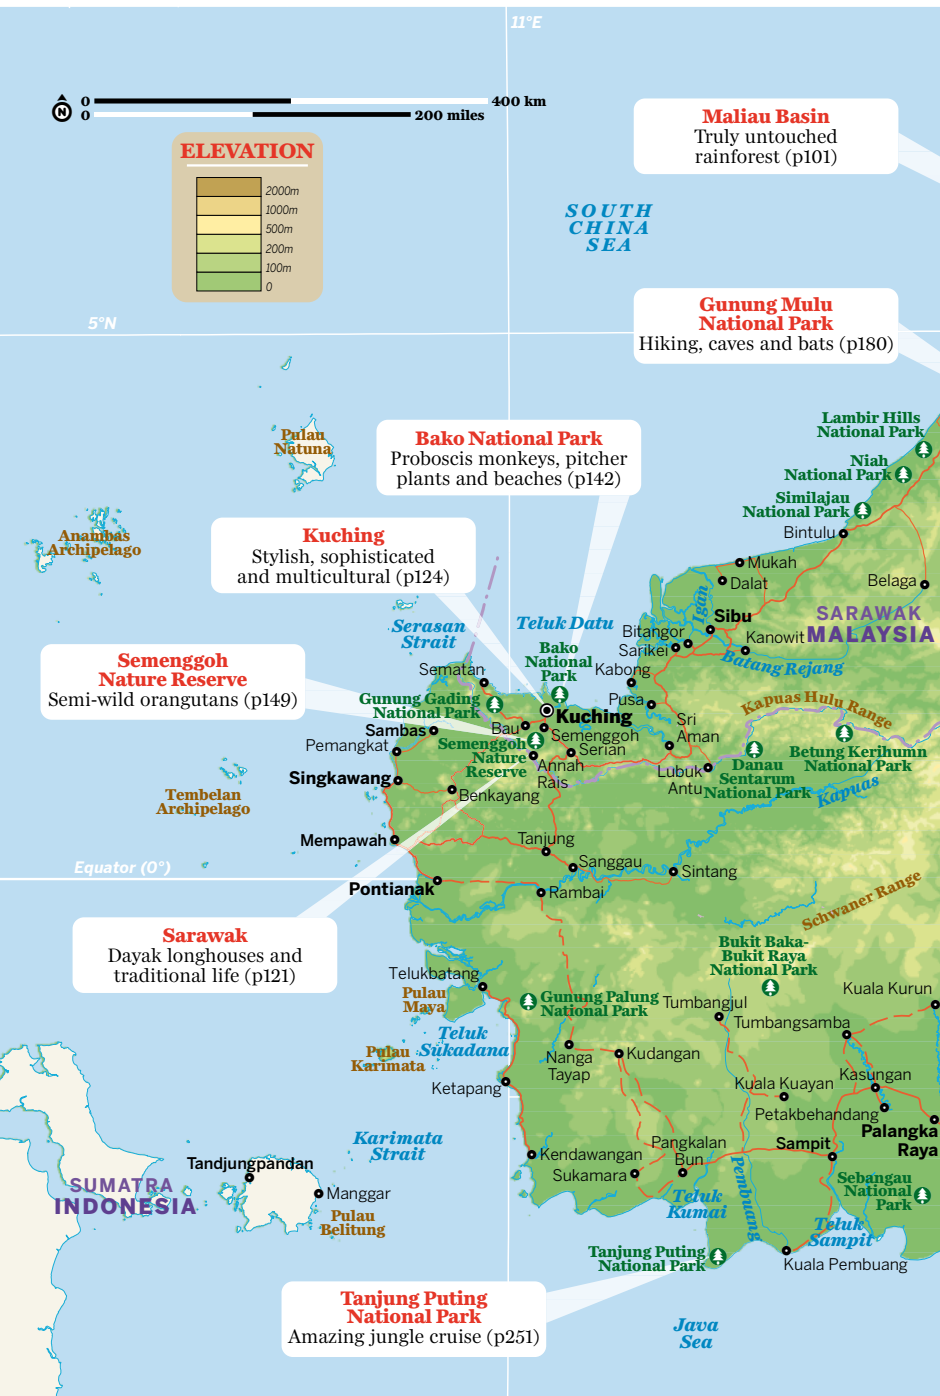 11°E
0
400 km
0
200 miles
N
ELEVATION
2000m
1000m
500m
200m
100m
0
Maliau Basin
Truly untouched
rainforest (p101)
SOUTH
CHINA
SEA
5°N
Gunung Mulu
National Park
Hiking, caves and bats (p180)
Pulau
Natuna
Bako National Park
Proboscis monkeys, pitcher
plants and beaches (p142)
Lambir Hills
National Park
Niah
National Park
Similajau
National Park
Bintulu
Anambas
Archipelago
Kuching
Stylish, sophisticated
and multicultural (p124)
Mukah
Dalat
Belaga
Igan
Sibu
SARAWAK
MALAYSIA
Serasan
Strait
Teluk Datu
Bitangor
Sarikei
Kanowit
Batang Rejang
Semenggoh
Nature Reserve
Semi-wild orangutans (p149)
Sematan
Bako
National
Park
Kabong
Pusa
Gunung Gading
National Park
Kuching
Kapuas Hulu Range
Sambas
Bau
Semenggoh
Sri
Aman
Pemangkat
Semenggoh
Nature
Reserve
Serian
Annah
Rais
Lubuk
Antu
Danau
Sentarum
National Park
Betung Kerihumn
National Park
Singkawang
Benkayang
Kapuas
Tembelan
Archipelago
Mempawah
Tanjung
Sanggau
Sintang
Equator (0°)
Pontianak
Rambai
Schwaner Range
Sarawak
Dayak longhouses and
traditional life (p121)
Bukit Baka-
Bukit Raya
National Park
Telukbatang
Pulau
Maya
Gunung Palung
National Park
Tumbangjul
Kuala Kurun
Tumbangsamba
Teluk
Sukadana
Pulau
Karimata
Nanga
Tayap
Kudangan
Ketapang
Kuala Kuayan
Kasungan
Petakbehandang
Palangka
Raya
Karimata
Strait
Kendawangan
Pangkalan
Bun
Sampit
Sukamara
Tandjungpandan
SUMATRA
INDONESIA
Manggar
Pulau
Belitung
Teluk
Kumai
Pembuang
Sebangau
National
Park
Teluk
Sampit
Tanjung Puting
National Park
Kuala Pembuang
Tanjung Puting
National Park
Amazing jungle cruise (p251)
Java
Sea